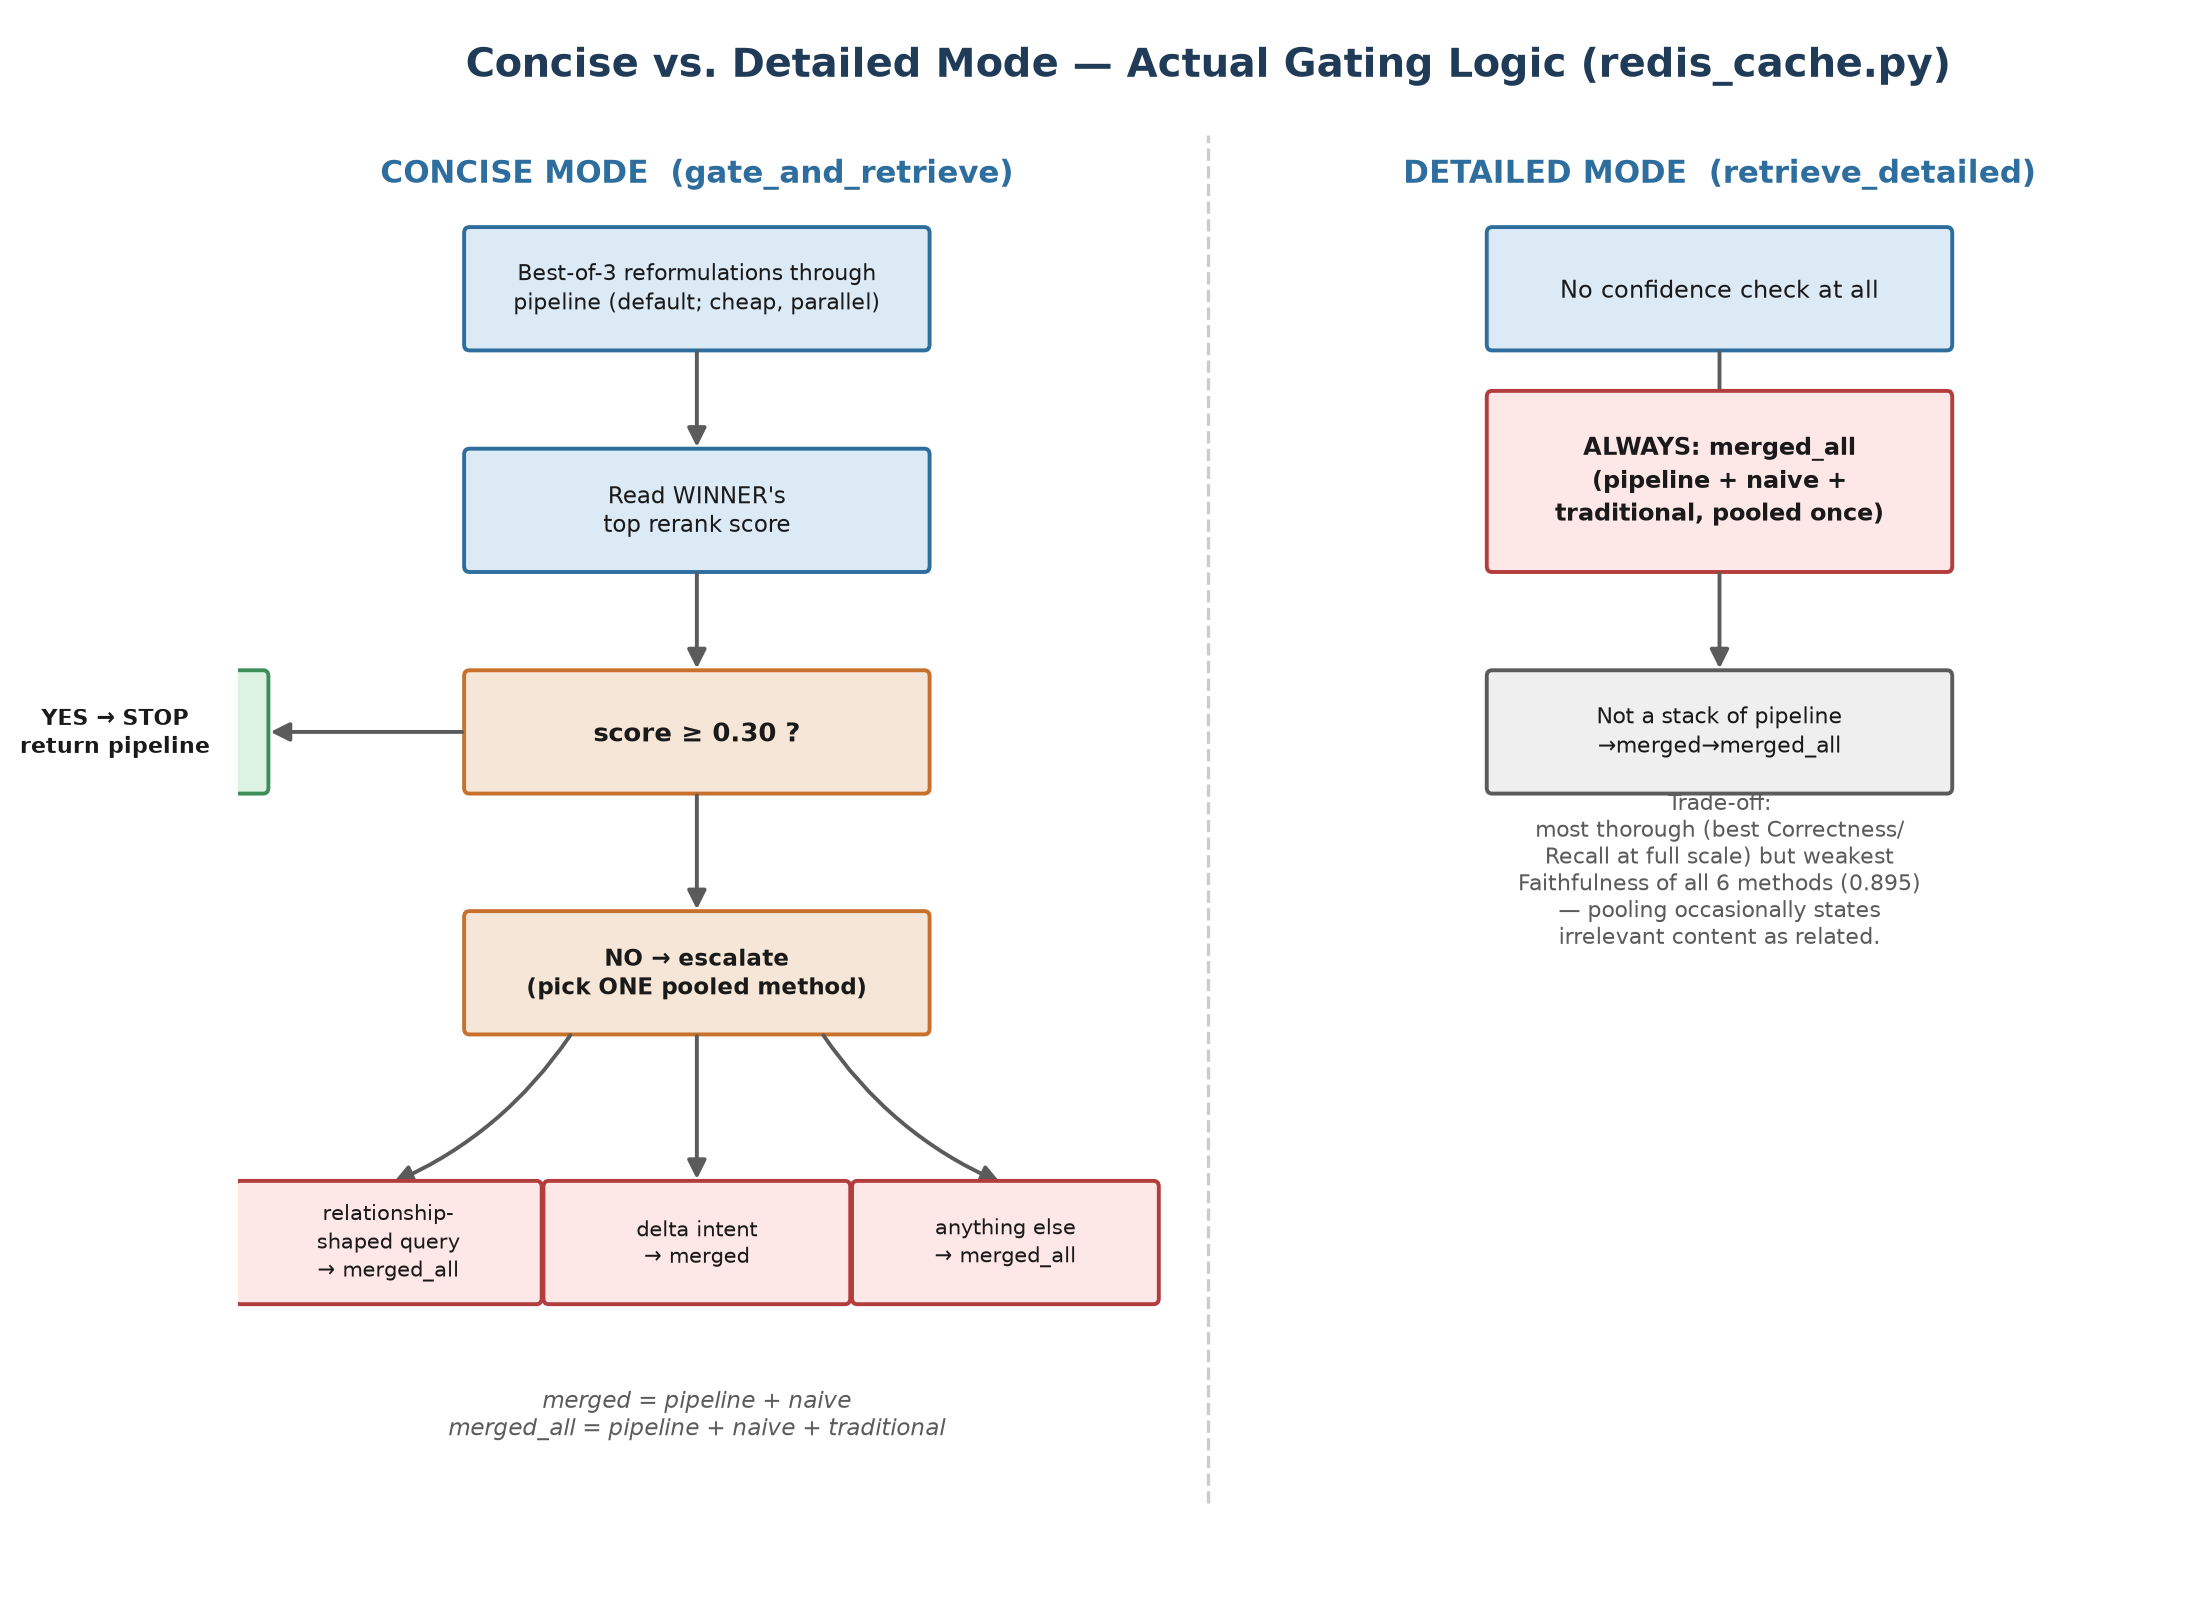 Concise vs. Detailed Mode — Actual Gating Logic (redis_cache.py)
CONCISE MODE  (gate_and_retrieve)
Best-of-3 reformulations through
pipeline (default; cheap, parallel)
Read WINNER's
top rerank score
score ≥ 0.30 ?
YES → STOP
return pipeline
NO → escalate
(pick ONE pooled method)
relationship-
shaped query
→ merged_all
delta intent
→ merged
anything else
→ merged_all
merged = pipeline + naive
merged_all = pipeline + naive + traditional
DETAILED MODE  (retrieve_detailed)
No confidence check at all
ALWAYS: merged_all
(pipeline + naive +
traditional, pooled once)
Not a stack of pipeline
→merged→merged_all
Trade-off:
most thorough (best Correctness/
Recall at full scale) but weakest
Faithfulness of all 6 methods (0.895)
— pooling occasionally states
irrelevant content as related.